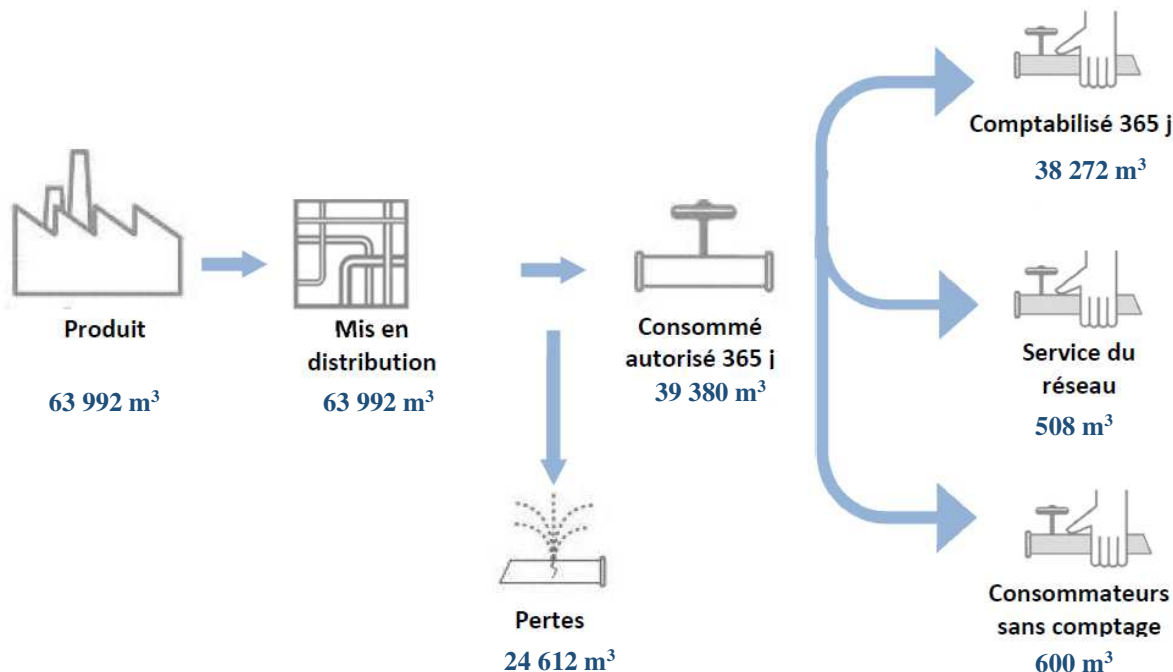 Produit
63 992 m³
Mis en
distribution
63 992 m³
Pertes
24 612 m³
Consommé
autorisé 365 j
39 380 m³
Comptabilisé 365 j
38 272 m³
Service du
réseau
508 m³
Consommateurs
sans comptage
600 m³